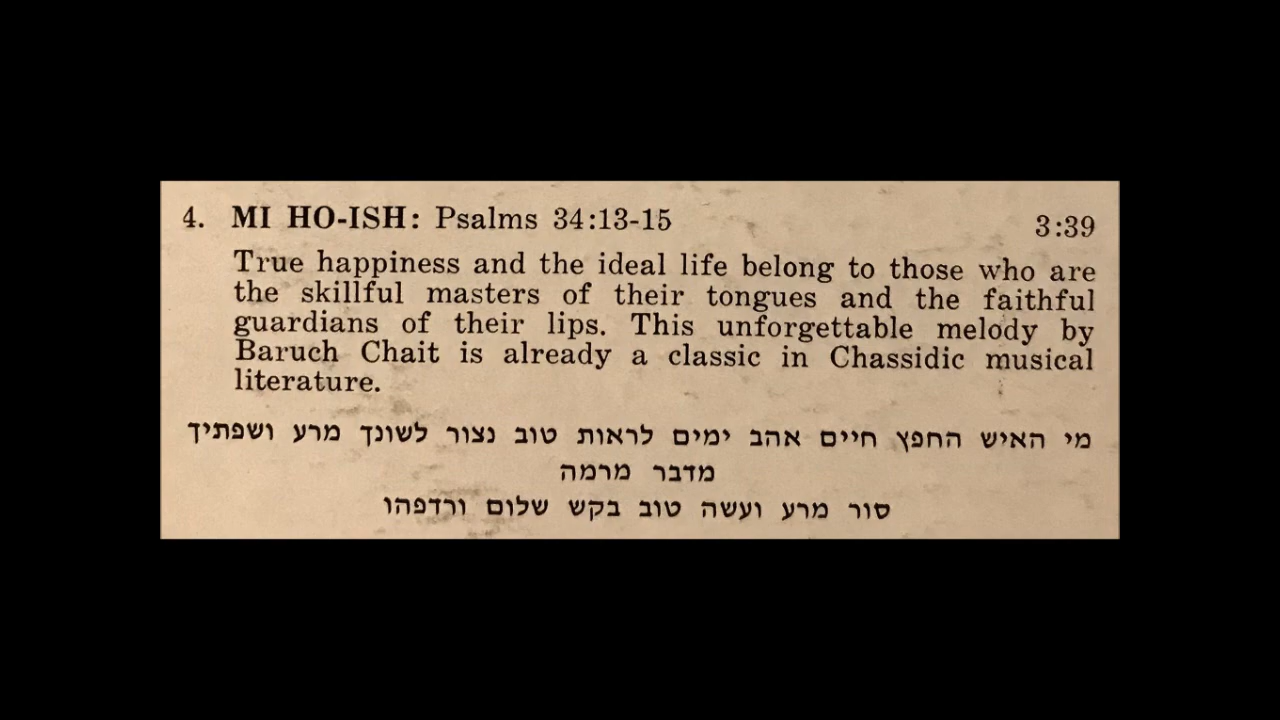 4. MI HO-ISH: Psalms 34:13-15 3:39
True happiness and the ideal life belong to those who are
the skillful masters of their tongues and the faithful
guardians of their lips. This unforgettable melody by
Baruch Chait is already a classic in Chassidic musical
literature.
מי האיש החפץ חיים אהב ימים לראות טוב נצור לשונך מרע ושפתיך
מדבר מרמה
סור מרע ועשה טוב בקש שלום ורדפהו